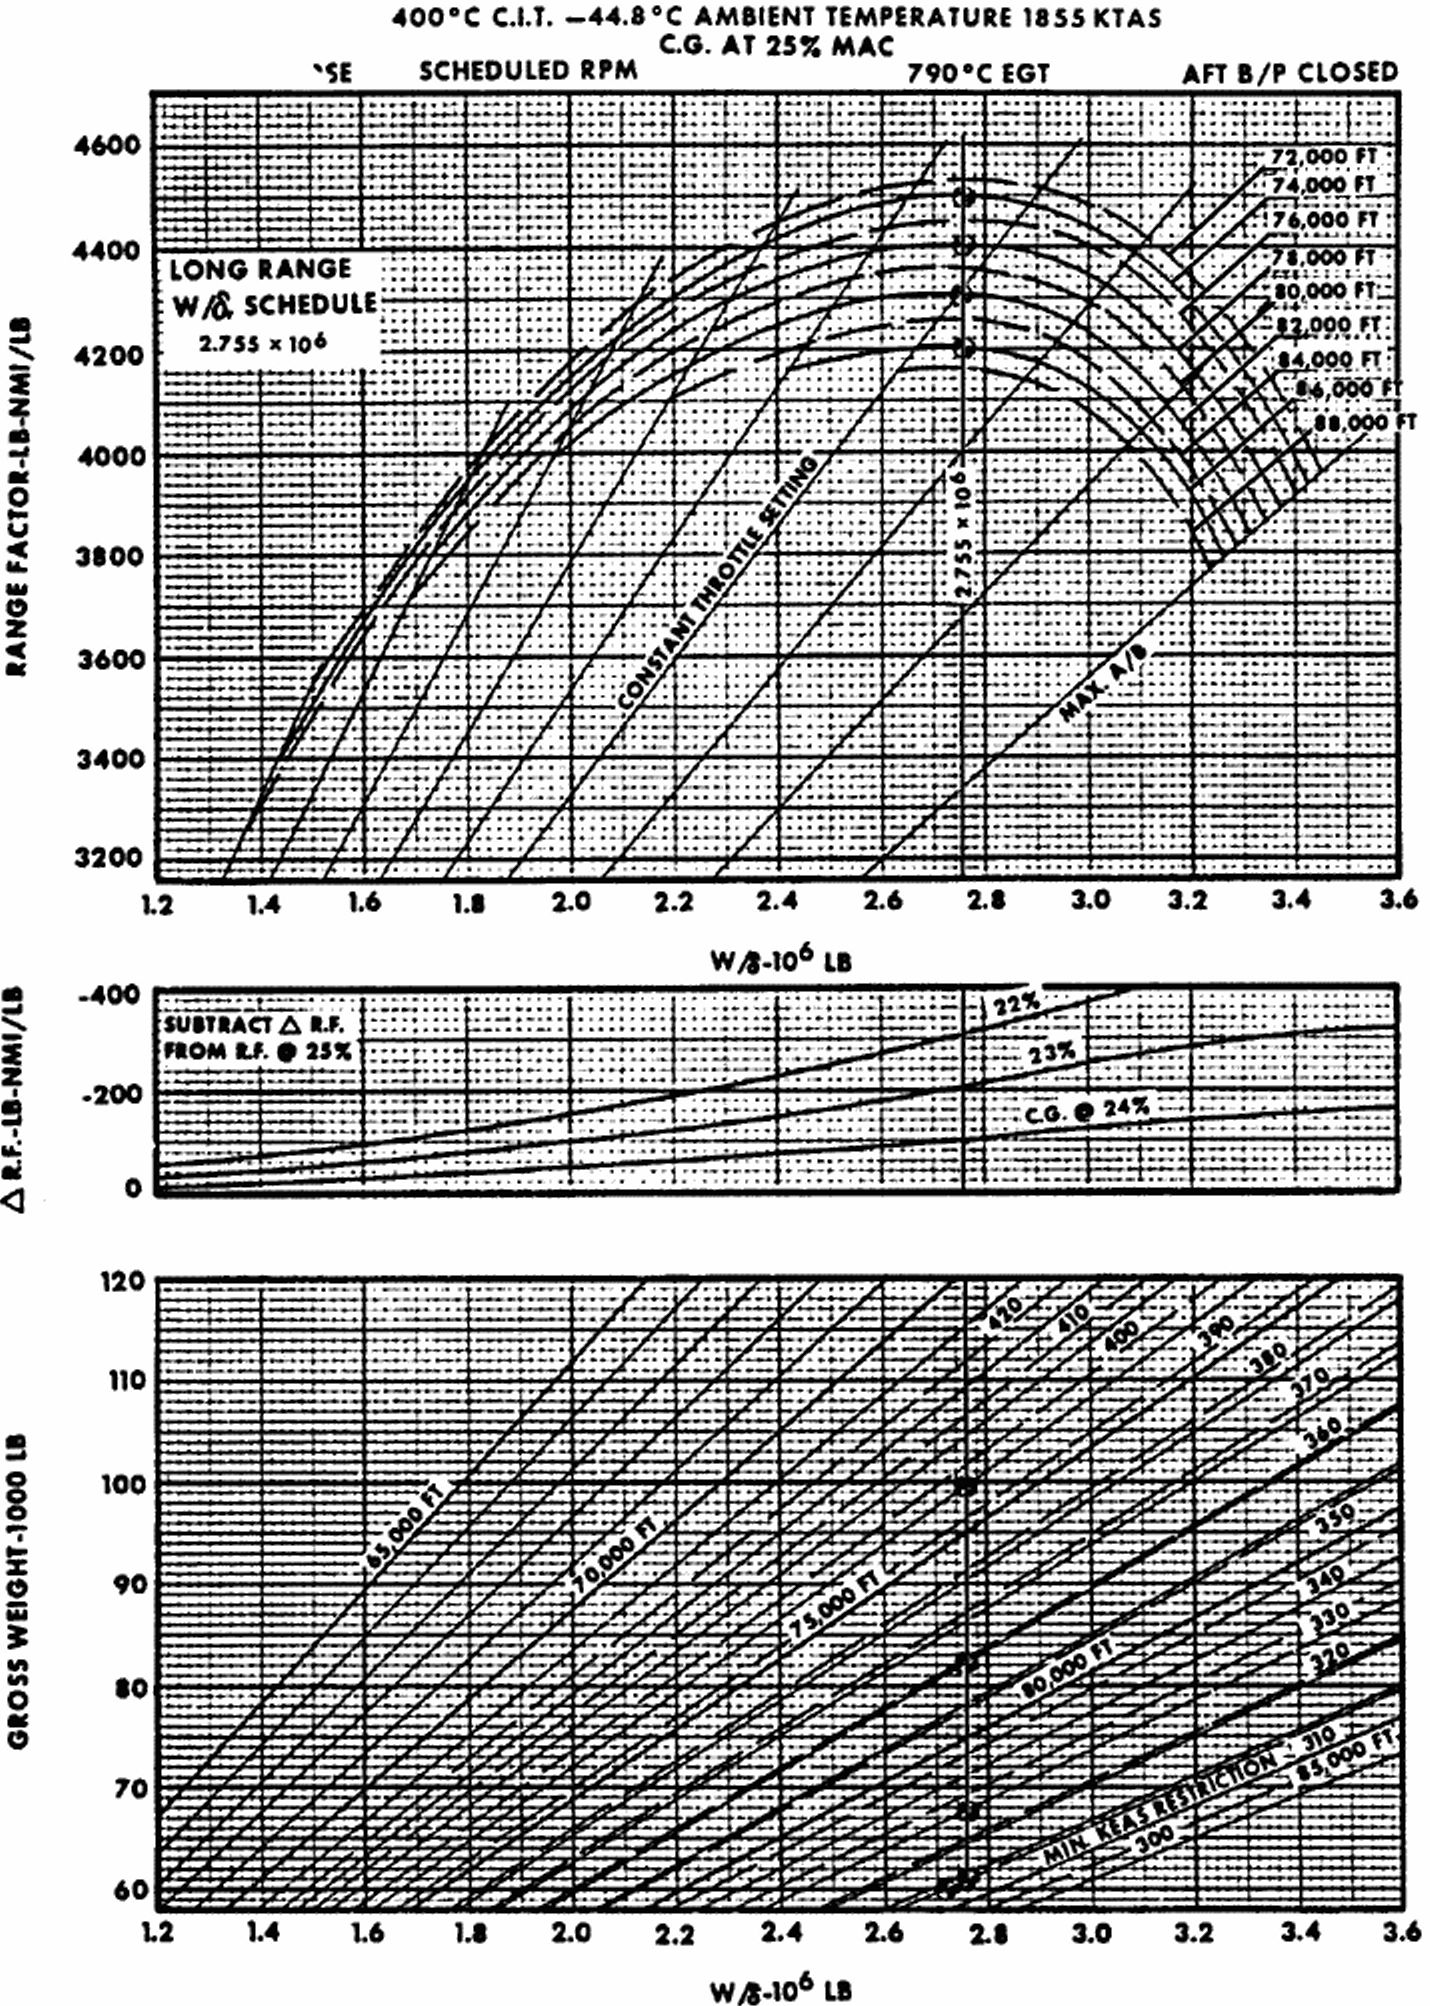 400°C C.I.T. –44.8°C AMBIENT TEMPERATURE 1855 KTAS
C.G. AT 25% MAC
SE SCHEDULED RPM 790°C EGT AFT B/P CLOSED
RANGE FACTOR-LB-NMI/LB
4600
4400
4200
4000
3800
3600
3400
3200
LONG RANGE
W/δ, SCHEDULE
2.755 × 10⁶
72,000 FT
74,000 FT
76,000 FT
78,000 FT
80,000 FT
82,000 FT
84,000 FT
86,000 FT
88,000 FT
CONSTANT THROTTLE SETTING
2.755 × 10⁶
MAX. A/B
1.2 1.4 1.6 1.8 2.0 2.2 2.4 2.6 2.8 3.0 3.2 3.4 3.6
W/δ-10⁶ LB
△ R.F.-LB-NMI/LB
-400
-200
0
SUBTRACT △ R.F.
FROM R.F. @ 25%
22%
23%
C.G. @ 24%
GROSS WEIGHT-1000 LB
120
110
100
90
80
70
60
65,000 FT
70,000 FT
75,000 FT
80,000 FT
85,000 FT
420
410
400
390
380
370
360
350
340
330
320
310
MIN. KEAS RESTRICTION
300
1.2 1.4 1.6 1.8 2.0 2.2 2.4 2.6 2.8 3.0 3.2 3.4 3.6
W/δ-10⁶ LB